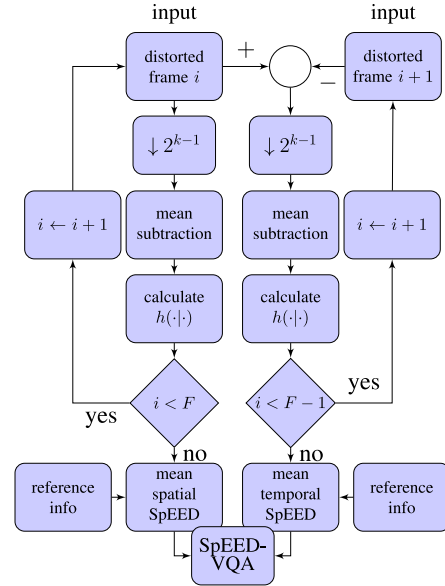 input
input
distorted
frame i
+
−
distorted
frame i + 1
↓ 2^{k−1}
↓ 2^{k−1}
i ← i + 1
mean
subtraction
mean
subtraction
i ← i + 1
calculate
h(·|·)
calculate
h(·|·)
i < F
i < F − 1
yes
yes
no
no
reference
info
mean
spatial
SpEED
mean
temporal
SpEED
reference
info
SpEED-
VQA